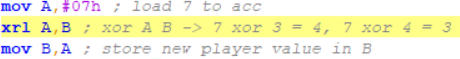 mov A,#07h ; load 7 to acc
xrl A,B ; xor A B -> 7 xor 3 = 4, 7 xor 4 = 3
mov B,A ; store new player value in B